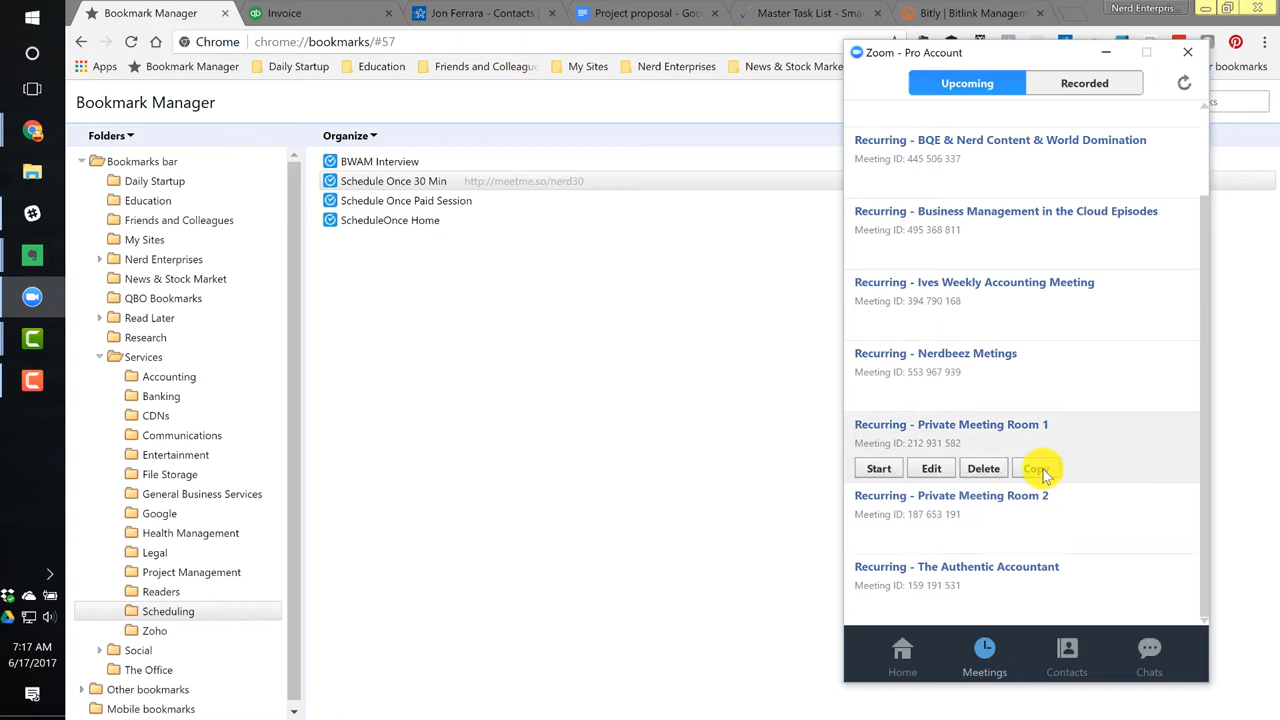 Bookmark Manager
Invoice
Jon Ferrara - Contacts
Project proposal - Goo
Master Task List - Sma
Bitly | Bitlink Managem
Nerd Enterpris...
Chrome
chrome://bookmarks/#57
Apps
Bookmark Manager
Daily Startup
Education
Friends and Colleagu
My Sites
Nerd Enterprises
News & Stock Market
bookmarks
Bookmark Manager
Folders
Organize
Bookmarks bar
Daily Startup
Education
Friends and Colleagues
My Sites
Nerd Enterprises
News & Stock Market
QBO Bookmarks
Read Later
Research
Services
Accounting
Banking
CDNs
Communications
Entertainment
File Storage
General Business Services
Google
Health Management
Legal
Project Management
Readers
Scheduling
Zoho
Social
The Office
Other bookmarks
Mobile bookmarks
BWAM Interview
Schedule Once 30 Min http://meetme.so/nerd30
Schedule Once Paid Session
ScheduleOnce Home
Zoom - Pro Account
Upcoming
Recorded
Recurring - BQE & Nerd Content & World Domination
Meeting ID: 445 506 337
Recurring - Business Management in the Cloud Episodes
Meeting ID: 495 368 811
Recurring - Ives Weekly Accounting Meeting
Meeting ID: 394 790 168
Recurring - Nerdbeez Metings
Meeting ID: 553 967 939
Recurring - Private Meeting Room 1
Meeting ID: 212 931 582
Start
Edit
Delete
Copy
Recurring - Private Meeting Room 2
Meeting ID: 187 653 191
Recurring - The Authentic Accountant
Meeting ID: 159 191 531
Home
Meetings
Contacts
Chats
7:17 AM
6/17/2017